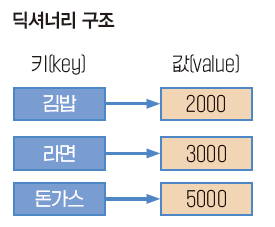 딕셔너리 구조
키(key) 값(value)
김밥 2000
라면 3000
돈가스 5000